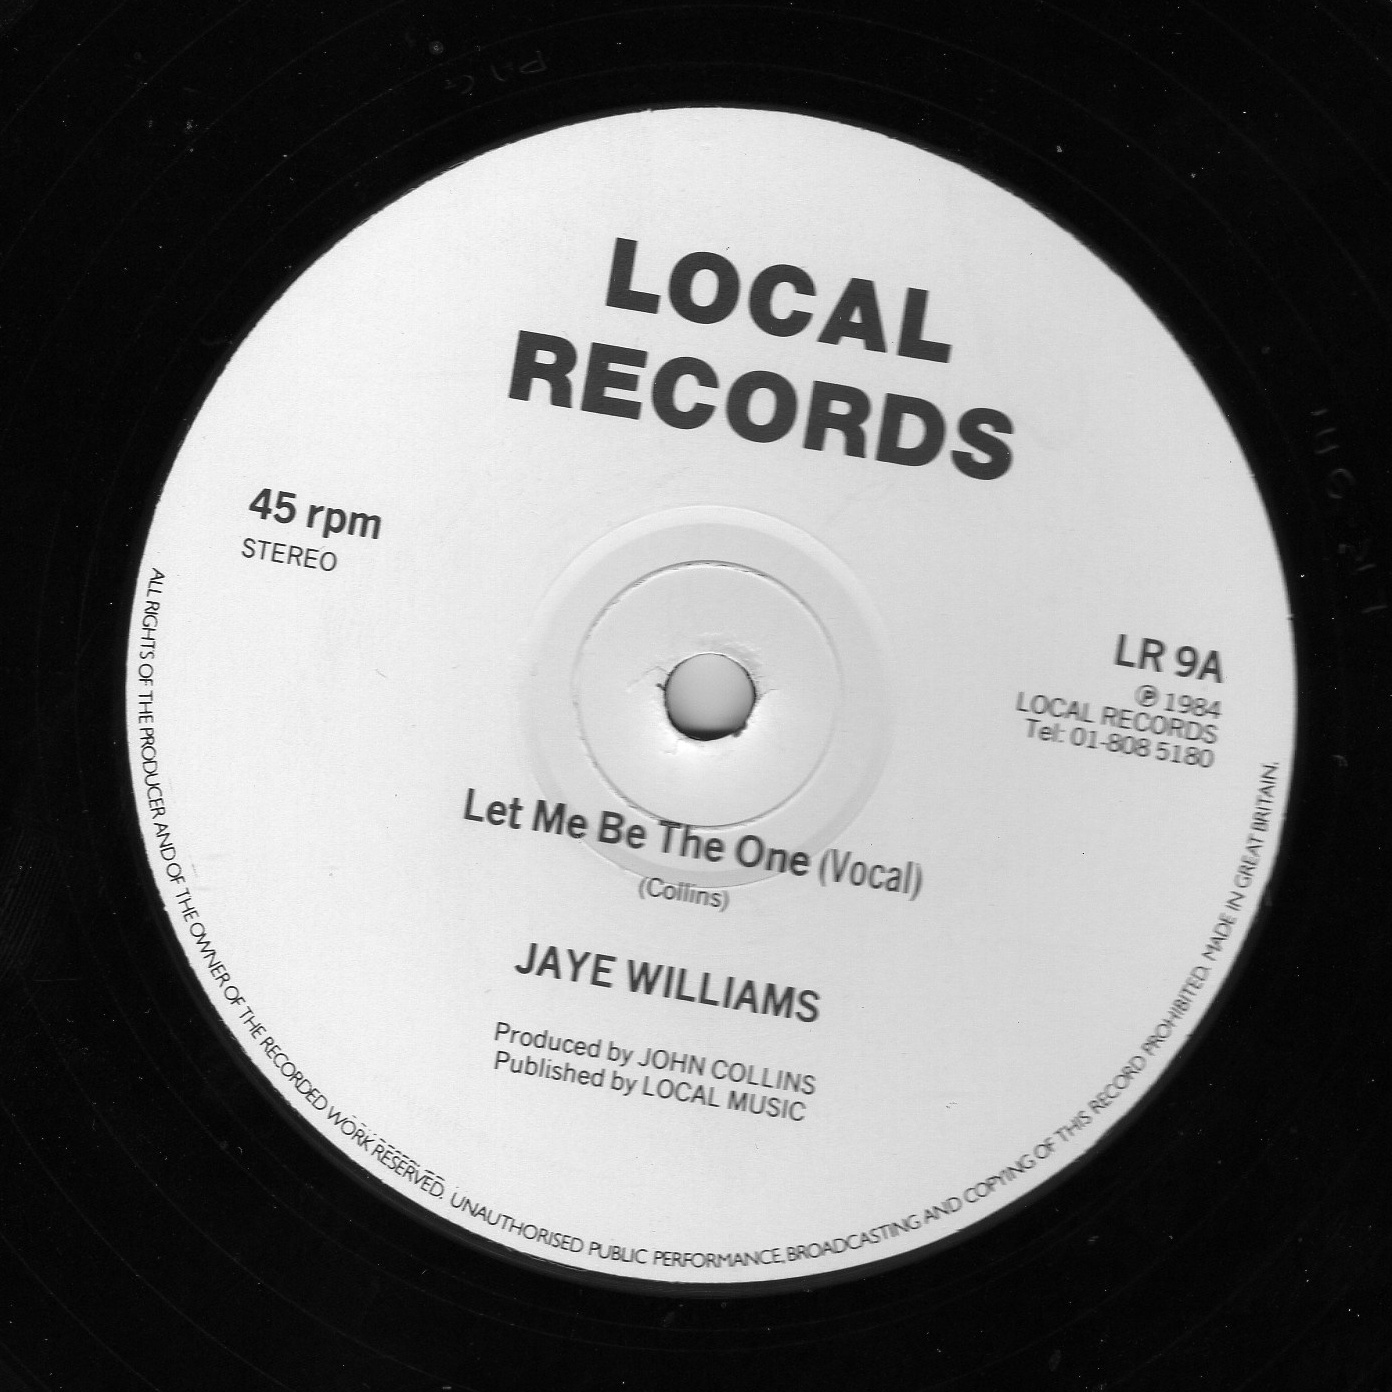 LOCAL
RECORDS
45 rpm
STEREO
LR 9A
℗ 1984
LOCAL RECORDS
Tel: 01-808 5180
Let Me Be The One (Vocal)
(Collins)
JAYE WILLIAMS
Produced by JOHN COLLINS
Published by LOCAL MUSIC
ALL RIGHTS OF THE PRODUCER AND OF THE OWNER OF THE RECORDED WORK RESERVED. UNAUTHORISED PUBLIC PERFORMANCE, BROADCASTING AND COPYING OF THIS RECORD PROHIBITED. MADE IN GREAT BRITAIN.